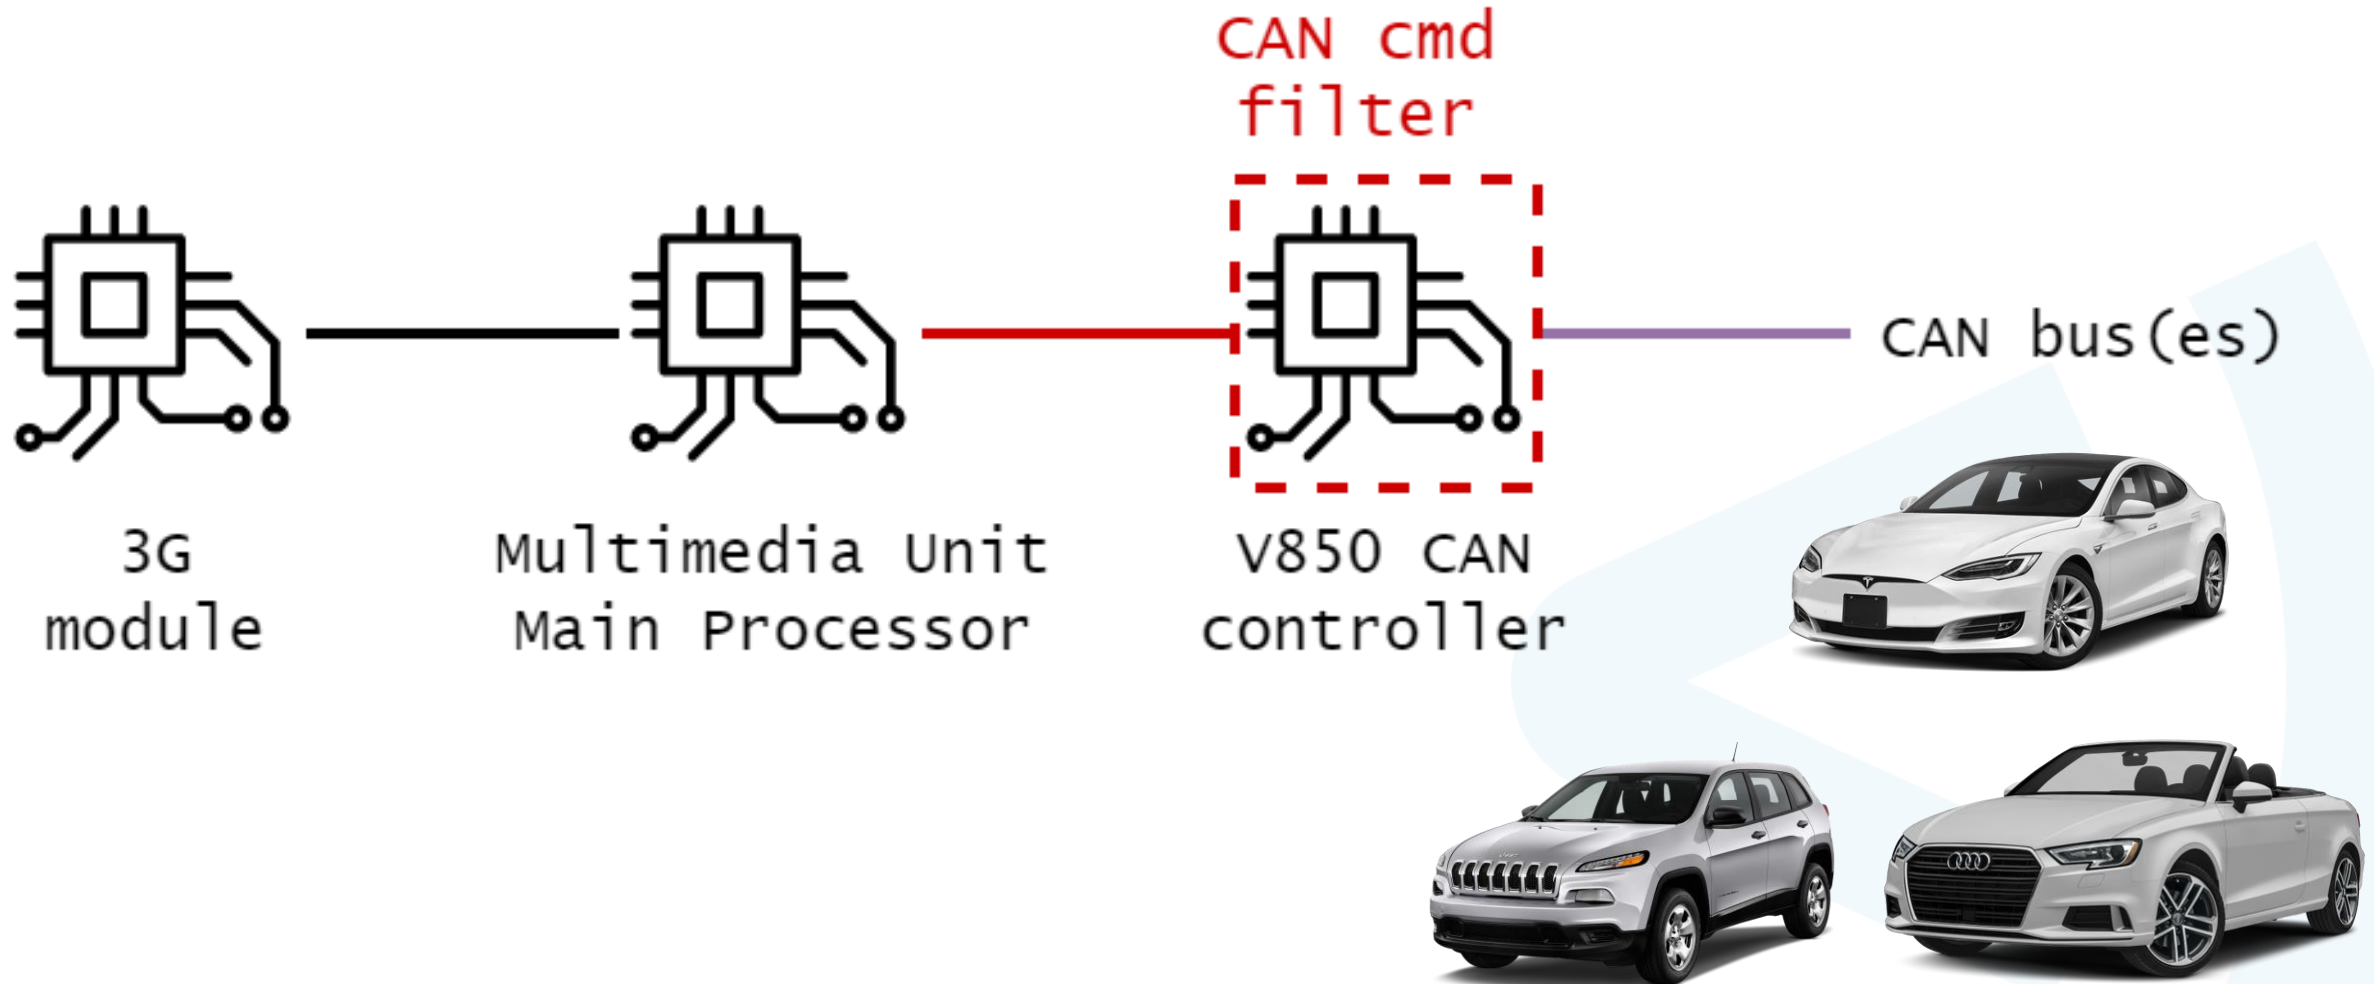 CAN cmd
filter
CAN bus(es)
3G
module
Multimedia Unit
Main Processor
V850 CAN
controller